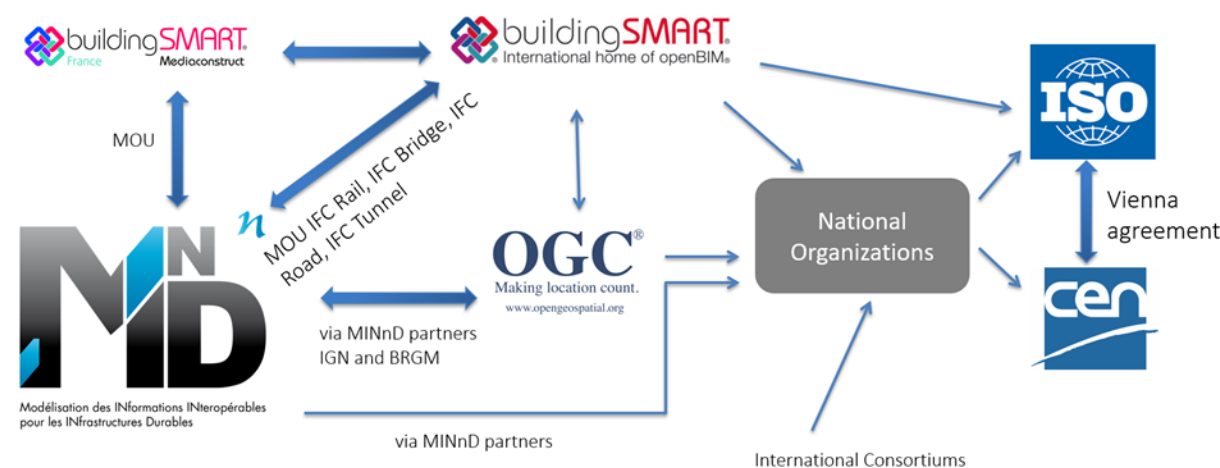 buildingSMART®
France Medioconstruct
buildingSMART®
International home of openBIM®
ISO
MOU
MOU IFC Rail, IFC Bridge, IFC
Road, IFC Tunnel
n
MINnD
Modélisation des INformations INteropérables
pour les INfrastructures Durables
OGC®
Making location count.
www.opengeospatial.org
via MINnD partners
IGN and BRGM
National
Organizations
Vienna
agreement
cen
via MINnD partners
International Consortiums